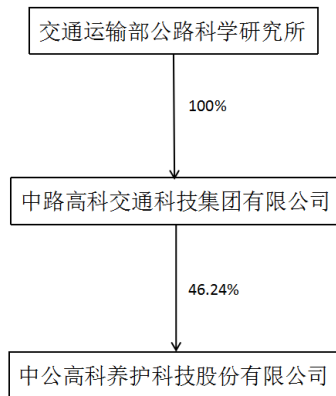 交通运输部公路科学研究所
100%
中路高科交通科技集团有限公司
46.24%
中公高科养护科技股份有限公司